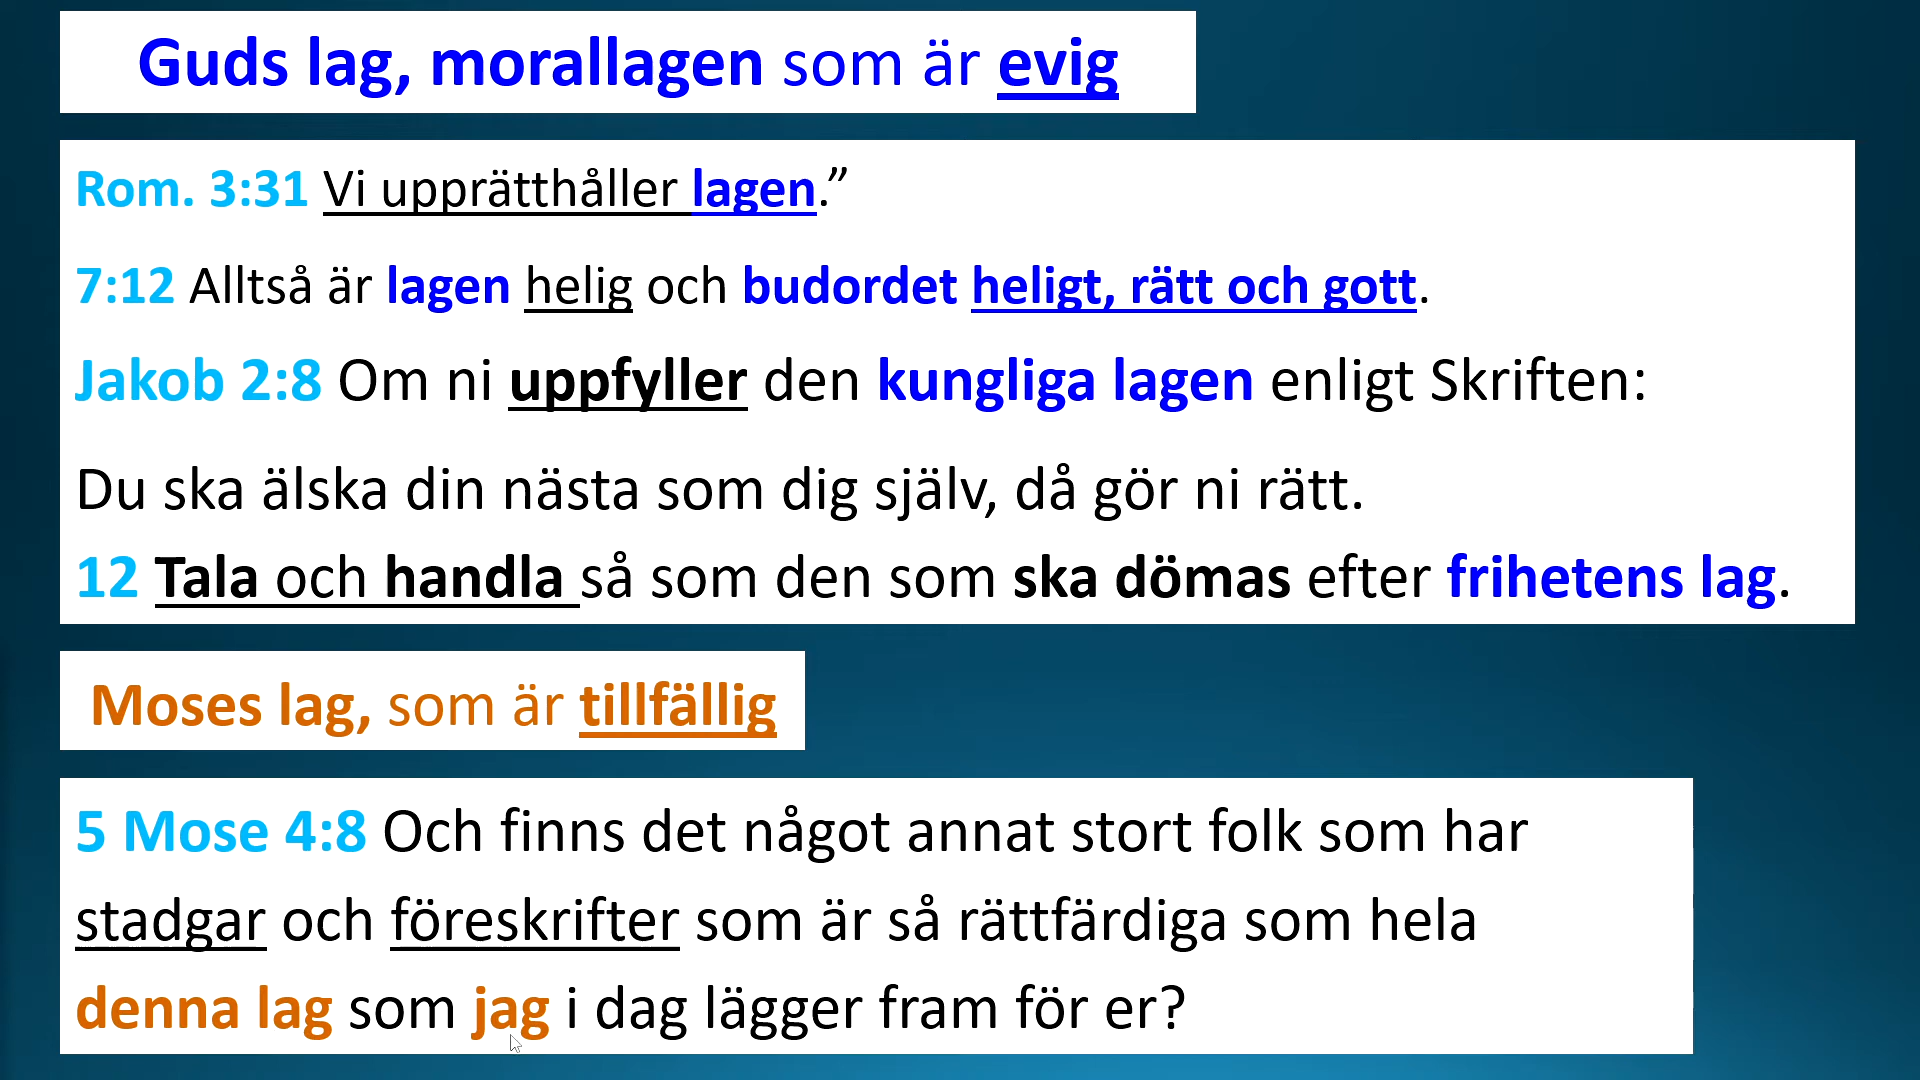 Guds lag, morallagen som är evig
Rom. 3:31 Vi upprätthåller lagen.”
7:12 Alltså är lagen helig och budordet heligt, rätt och gott.
Jakob 2:8 Om ni uppfyller den kungliga lagen enligt Skriften:
Du ska älska din nästa som dig själv, då gör ni rätt.
12 Tala och handla så som den som ska dömas efter frihetens lag.
Moses lag, som är tillfällig
5 Mose 4:8 Och finns det något annat stort folk som har
stadgar och föreskrifter som är så rättfärdiga som hela
denna lag som jag i dag lägger fram för er?